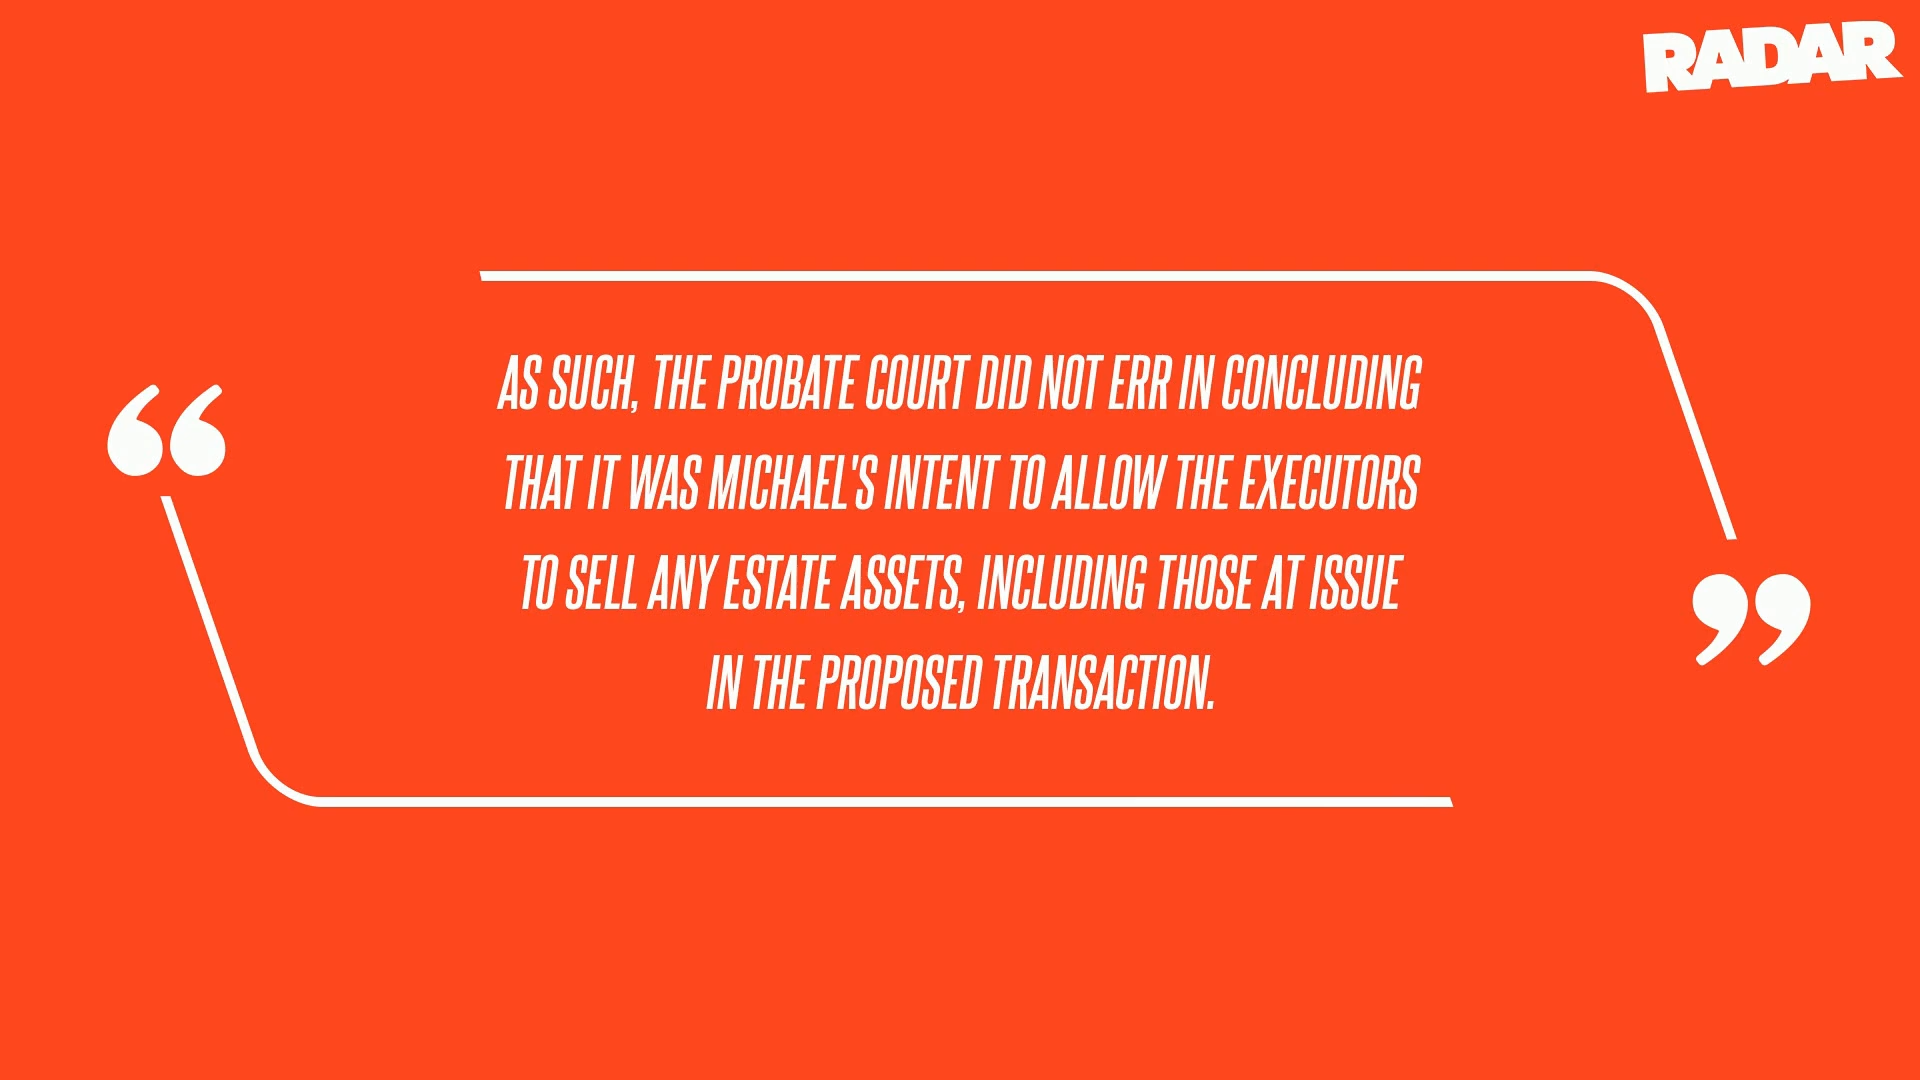 RADAR
“
AS SUCH, THE PROBATE COURT DID NOT ERR IN CONCLUDING
THAT IT WAS MICHAEL'S INTENT TO ALLOW THE EXECUTORS
TO SELL ANY ESTATE ASSETS, INCLUDING THOSE AT ISSUE
IN THE PROPOSED TRANSACTION.
”